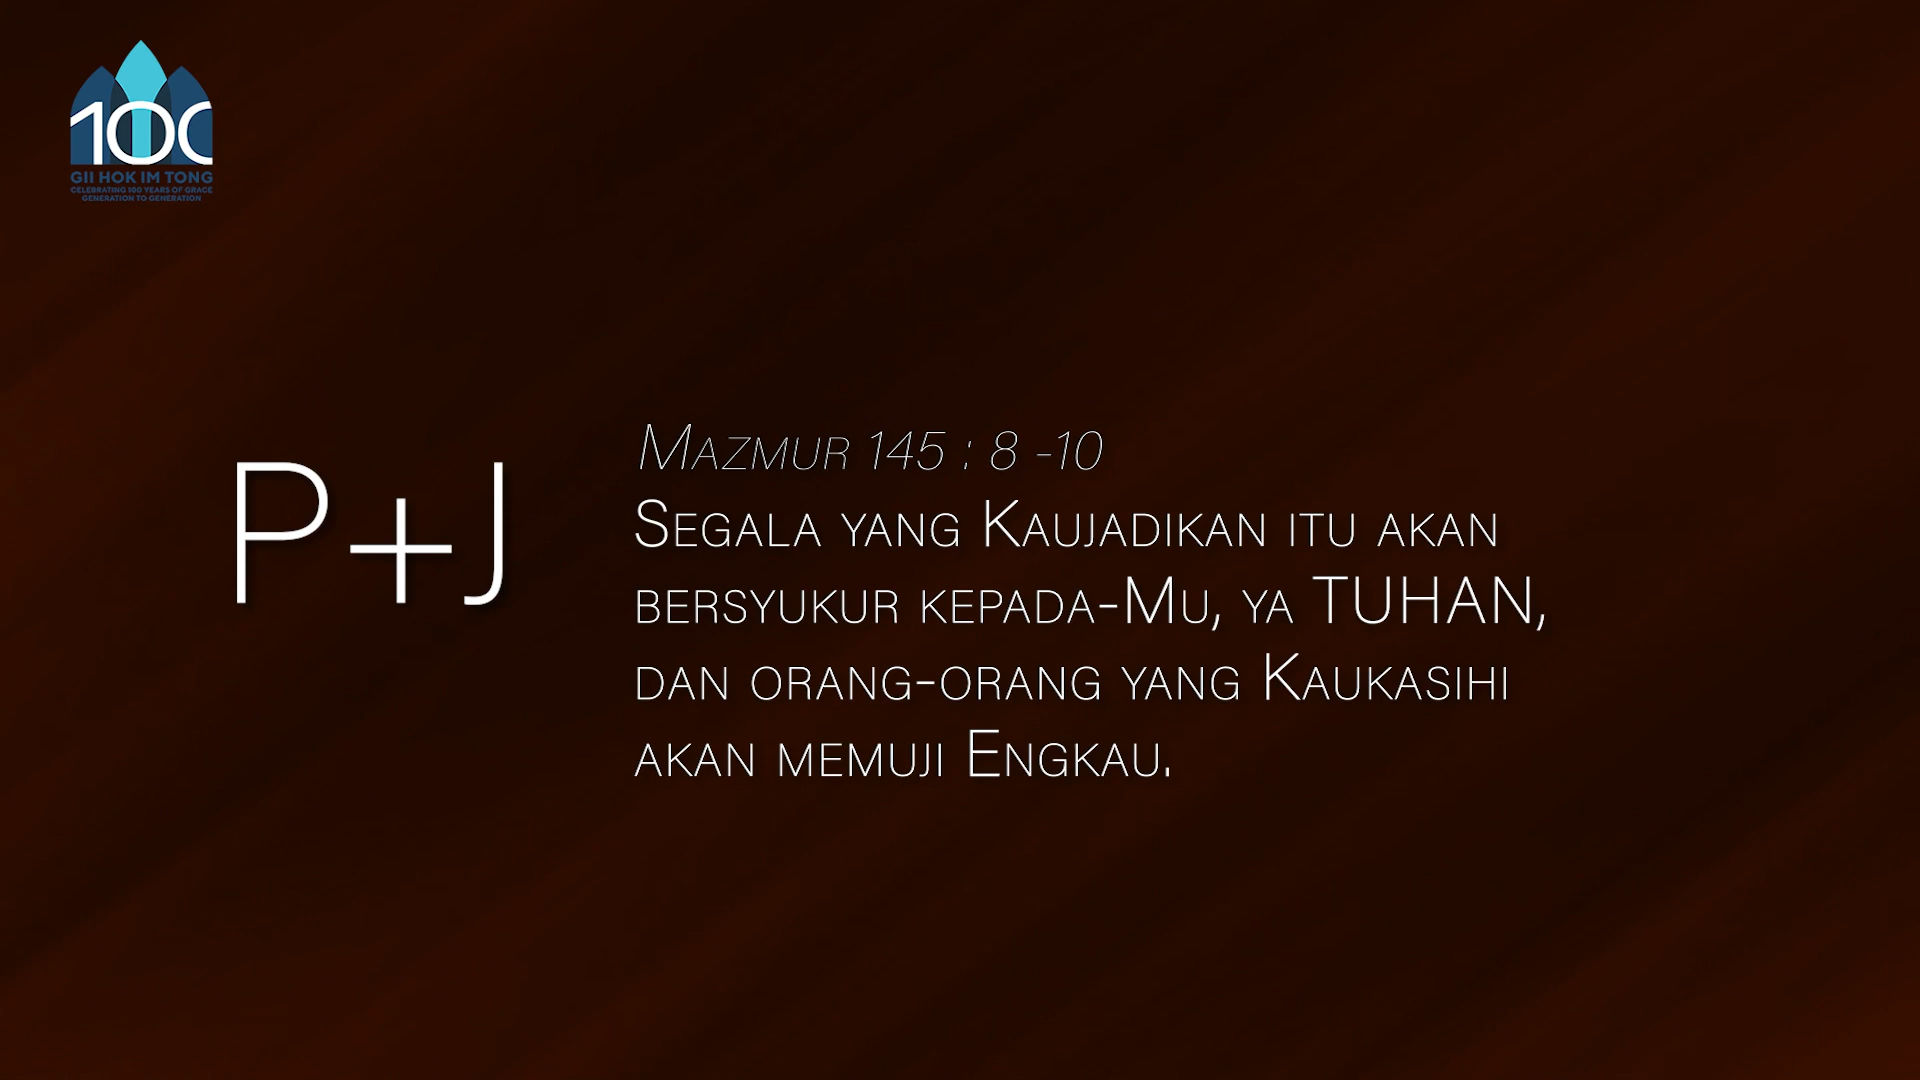 100
GII HOK IM TONG
CELEBRATING 100 YEARS OF GRACE
GENERATION TO GENERATION
P+J
Mazmur 145 : 8 -10
Segala yang Kaujadikan itu akan
bersyukur kepada-Mu, ya TUHAN,
dan orang-orang yang Kaukasihi
akan memuji Engkau.